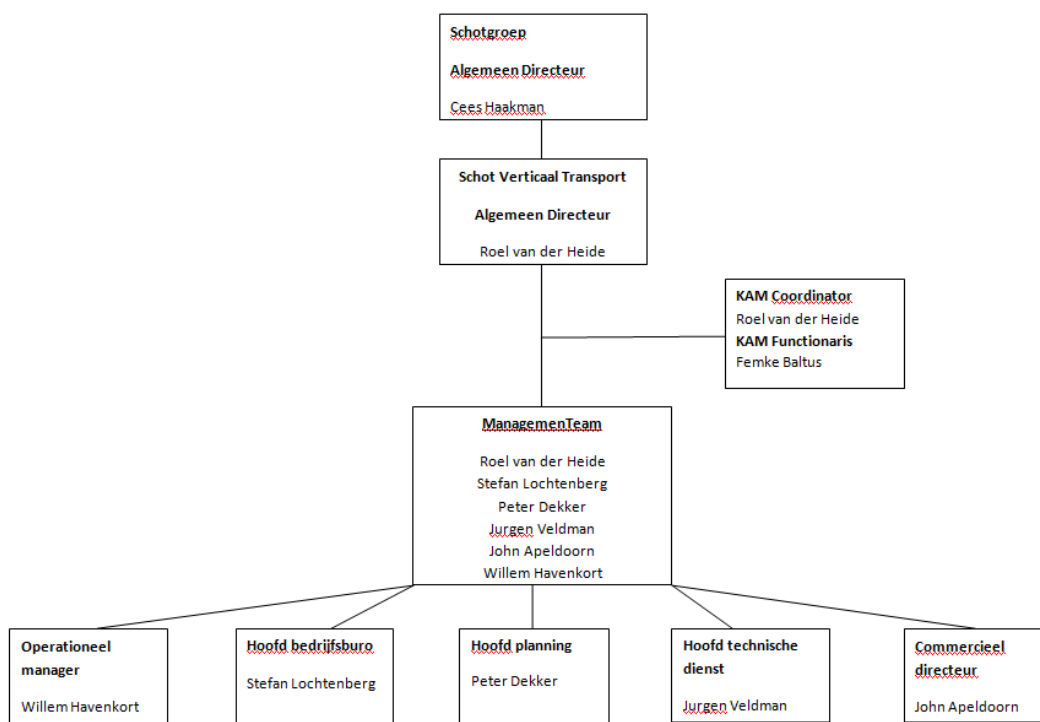 Schotgroep
Algemeen Directeur
Cees Haakman
Schot Verticaal Transport
Algemeen Directeur
Roel van der Heide
KAM Coordinator
Roel van der Heide
KAM Functionaris
Femke Baltus
ManagemenTeam
Roel van der Heide
Stefan Lochtenberg
Peter Dekker
Jurgen Veldman
John Apeldoorn
Willem Havenkort
Operationeel
manager
Willem Havenkort
Hoofd bedrijfsburo
Stefan Lochtenberg
Hoofd planning
Peter Dekker
Hoofd technische
dienst
Jurgen Veldman
Commercieel
directeur
John Apeldoorn